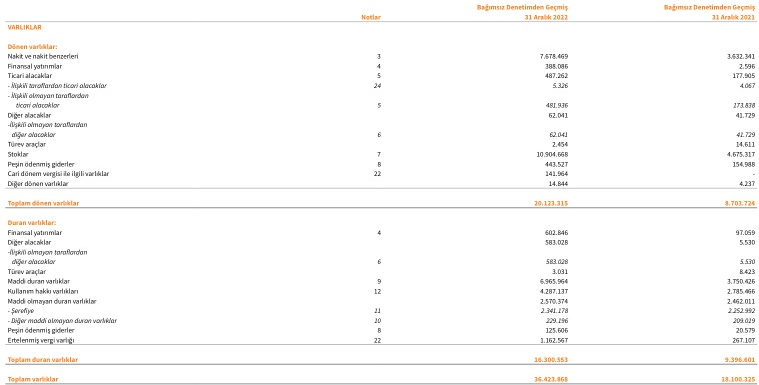 Bağımsız Denetimden Geçmiş Bağımsız Denetimden Geçmiş
Notlar 31 Aralık 2022 31 Aralık 2021
VARLIKLAR
Dönen varlıklar:
Nakit ve nakit benzerleri 3 7.678.469 3.632.341
Finansal yatırımlar 4 388.086 2.596
Ticari alacaklar 5 487.262 177.905
- İlişkili taraflardan ticari alacaklar 24 5.326 4.067
- İlişkili olmayan taraflardan
ticari alacaklar 5 481.936 173.838
Diğer alacaklar 62.041 41.729
-İlişkili olmayan taraflardan
diğer alacaklar 6 62.041 41.729
Türev araçlar 2.454 14.611
Stoklar 7 10.904.668 4.675.317
Peşin ödenmiş giderler 8 443.527 154.988
Cari dönem vergisi ile ilgili varlıklar 22 141.964 -
Diğer dönen varlıklar 14.844 4.237
Toplam dönen varlıklar 20.123.315 8.703.724
Duran varlıklar:
Finansal yatırımlar 4 602.846 97.059
Diğer alacaklar 583.028 5.530
-İlişkili olmayan taraflardan
diğer alacaklar 6 583.028 5.530
Türev araçlar 3.031 8.423
Maddi duran varlıklar 9 6.965.964 3.750.426
Kullanım hakkı varlıkları 12 4.287.137 2.785.466
Maddi olmayan duran varlıklar 2.570.374 2.462.011
- Şerefiye 11 2.341.178 2.252.992
- Diğer maddi olmayan duran varlıklar 10 229.196 209.019
Peşin ödenmiş giderler 8 125.606 20.579
Ertelenmiş vergi varlığı 22 1.162.567 267.107
Toplam duran varlıklar 16.300.553 9.396.601
Toplam varlıklar 36.423.868 18.100.325